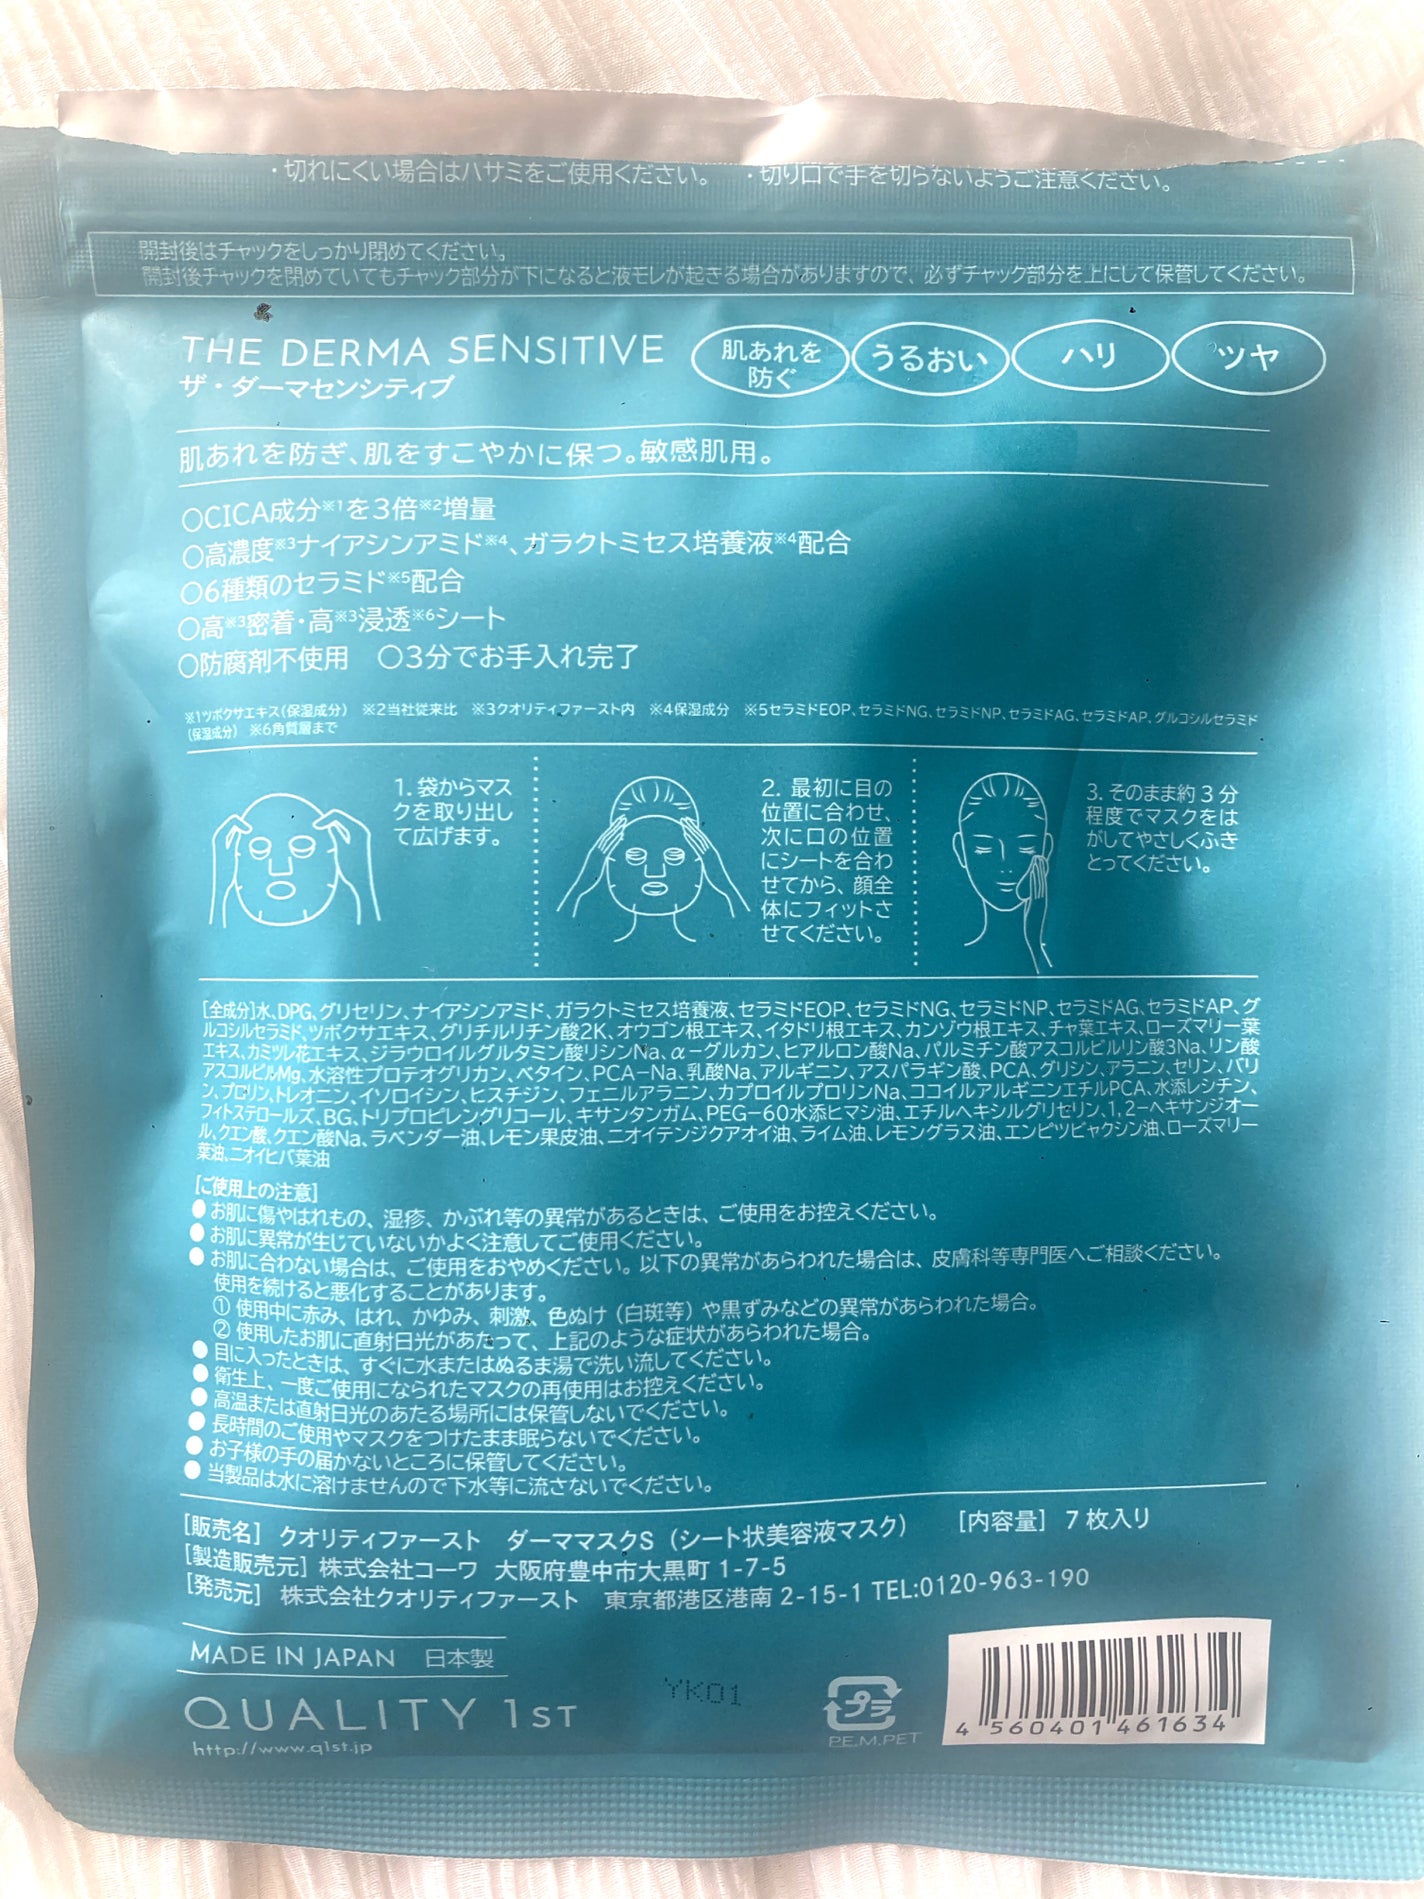 ・切れにくい場合はハサミをご使用ください。 ・切り口で手を切らないようご注意ください。
開封後はチャックをしっかり閉めてください。
開封後チャックを閉めていてもチャック部分が下になると液モレが起きる場合がありますので、必ずチャック部分を上にして保管してください。
THE DERMA SENSITIVE
ザ・ダーマセンシティブ
肌あれを
防ぐ
うるおい
ハリ
ツヤ
肌あれを防ぎ、肌をすこやかに保つ。敏感肌用。
○CICA成分※1を3倍※2増量
○高濃度※3ナイアシンアミド※4、ガラクトミセス培養液※4配合
○6種類のセラミド※5配合
○高※3密着・高※3浸透※6シート
○防腐剤不使用 ○3分でお手入れ完了
※1ツボクサエキス(保湿成分) ※2当社従来比 ※3クオリティファースト内 ※4保湿成分 ※5セラミドEOP、セラミドNG、セラミドNP、セラミドAG、セラミドAP、グルコシルセラミド
(保湿成分) ※6角質層まで
1. 袋からマス
クを取り出し
て広げます。
2. 最初に目の
位置に合わせ、
次に口の位置
にシートを合わ
せてから、顔全
体にフィットさ
せてください。
3. そのまま約3分
程度でマスクをは
がしてやさしくふき
とってください。
[全成分]水、DPG、グリセリン、ナイアシンアミド、ガラクトミセス培養液、セラミドEOP、セラミドNG、セラミドNP、セラミドAG、セラミドAP、グ
ルコシルセラミド、ツボクサエキス、グリチルリチン酸2K、オウゴン根エキス、イタドリ根エキス、カンゾウ根エキス、チャ葉エキス、ローズマリー葉
エキス、カミツレ花エキス、ジラウロイルグルタミン酸リシンNa、α－グルカン、ヒアルロン酸Na、パルミチン酸アスコルビルリン酸3Na、リン酸
アスコルビルMg、水溶性プロテオグリカン、ベタイン、PCA－Na、乳酸Na、アルギニン、アスパラギン酸、PCA、グリシン、アラニン、セリン、バリ
ン、プロリン、トレオニン、イソロイシン、ヒスチジン、フェニルアラニン、カプロイルプロリンNa、ココイルアルギニンエチルPCA、水添レシチン、
フィトステロールズ、BG、トリプロピレングリコール、キサンタンガム、PEG－60水添ヒマシ油、エチルヘキシルグリセリン、1、2－ヘキサンジオー
ル、クエン酸、クエン酸Na、ラベンダー油、レモン果皮油、ニオイテンジクアオイ油、ライム油、レモングラス油、エンピツビャクシン油、ローズマリー
葉油、ニオイヒバ葉油
[ご使用上の注意]
●お肌に傷やはれもの、湿疹、かぶれ等の異常があるときは、ご使用をお控えください。
●お肌に異常が生じていないかよく注意してご使用ください。
●お肌に合わない場合は、ご使用をおやめください。以下の異常があらわれた場合は、皮膚科等専門医へご相談ください。
使用を続けると悪化することがあります。
① 使用中に赤み、はれ、かゆみ、刺激、色ぬけ(白斑等)や黒ずみなどの異常があらわれた場合。
② 使用したお肌に直射日光があたって、上記のような症状があらわれた場合。
●目に入ったときは、すぐに水またはぬるま湯で洗い流してください。
●衛生上、一度ご使用になられたマスクの再使用はお控えください。
●高温または直射日光のあたる場所には保管しないでください。
●長時間のご使用やマスクをつけたまま眠らないでください。
●お子様の手の届かないところに保管してください。
●当製品は水に溶けませんので下水等に流さないでください。
[販売名] クオリティファースト ダーママスクS(シート状美容液マスク) [内容量] 7枚入り
[製造販売元] 株式会社コーワ 大阪府豊中市大黒町 1-7-5
[発売元] 株式会社クオリティファースト 東京都港区港南 2-15-1 TEL:0120-963-190
MADE IN JAPAN 日本製
QUALITY 1ST
http://www.q1st.jp
YK01
プラ
PE.M.PET
4 560401 461634